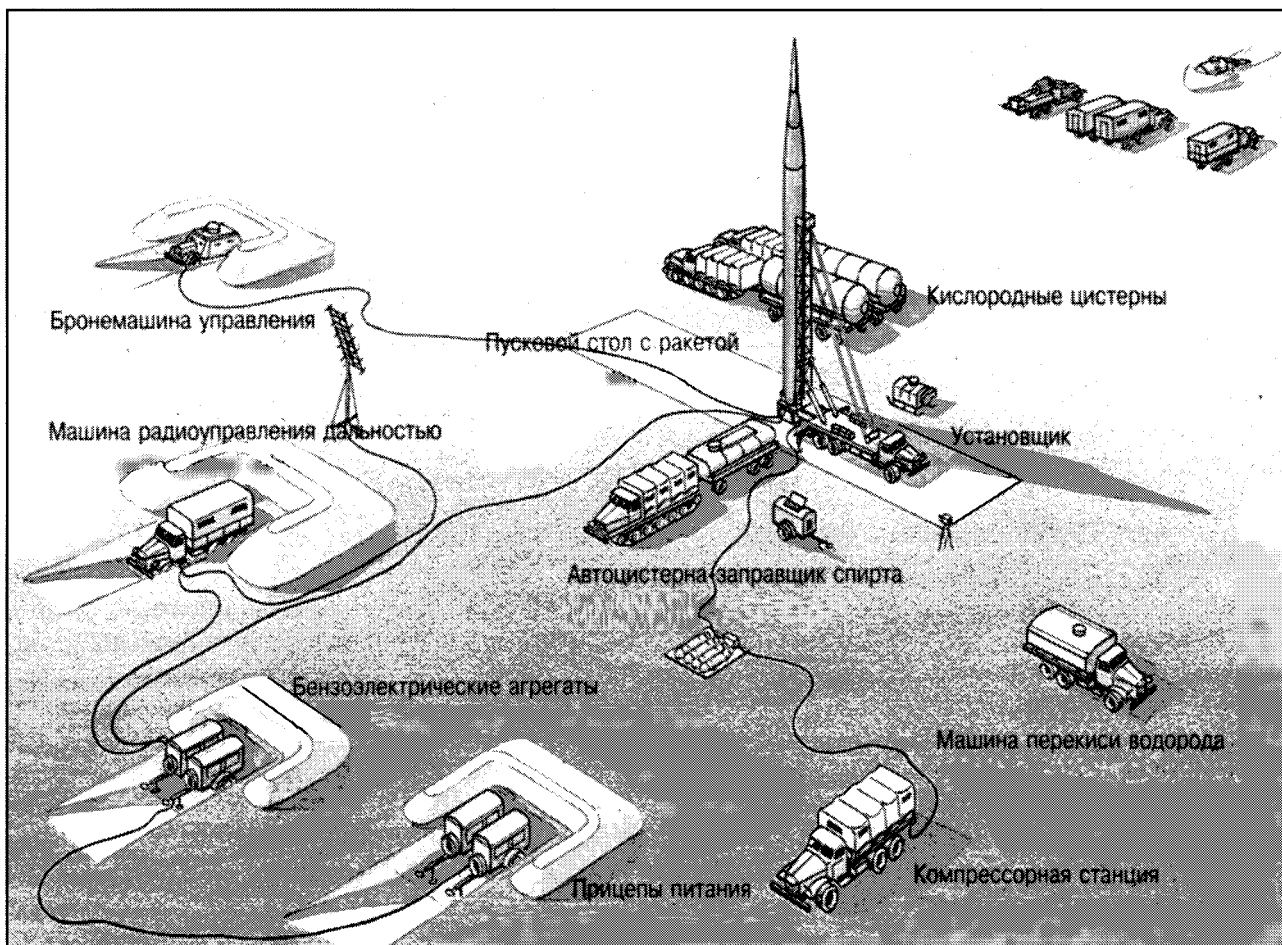 Кислородные цистерны
Бронемашина управления
Пусковой стол с ракетой
Машина радиоуправления дальностью
Установщик
Автоцистерна-заправщик спирта
Бензоэлектрические агрегаты
Машина перекиси водорода
Прицепы питания
Компрессорная станция